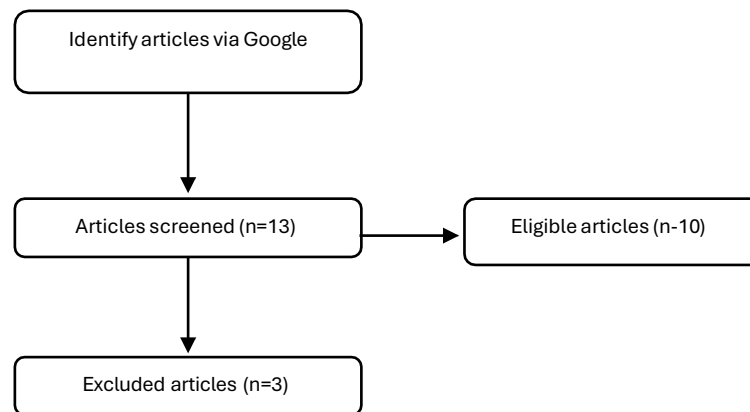 Identify articles via Google
Articles screened (n=13)
Eligible articles (n-10)
Excluded articles (n=3)